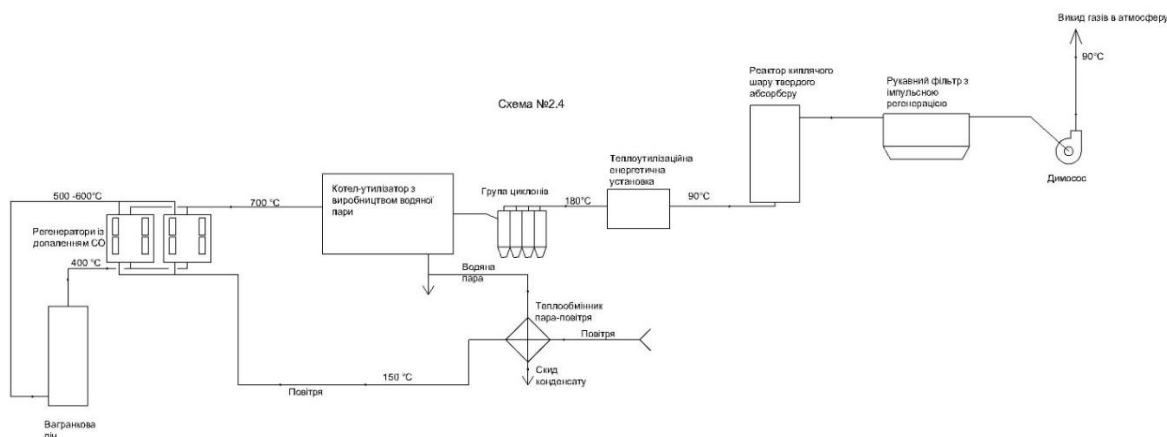 Викид газів в атмосферу
90°C
Реактор киплячого
шару твердого
абсорберу
Рукавний фільтр з
імпульсною
регенерацією
Схема №2.4
Димосос
Теплоутилізаційна
енергетична
установка
90°C
Котел-утилізатор з
виробництвом водяної
пари
Група циклонів
180°C
500 -600°C
700 °C
Регенератори із
допаленням CO
400 °C
Водяна
пара
Теплообмінник
пара-повітря
Повітря
150 °C
Повітря
Скид
конденсату
Вагранкова
піч